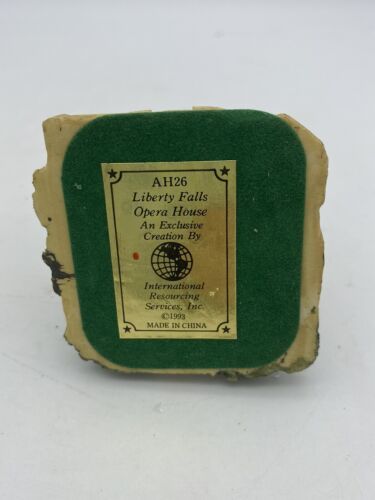 AH26
Liberty Falls
Opera House
An Exclusive
Creation By
International
Resourcing
Services, Inc.
©1993
MADE IN CHINA